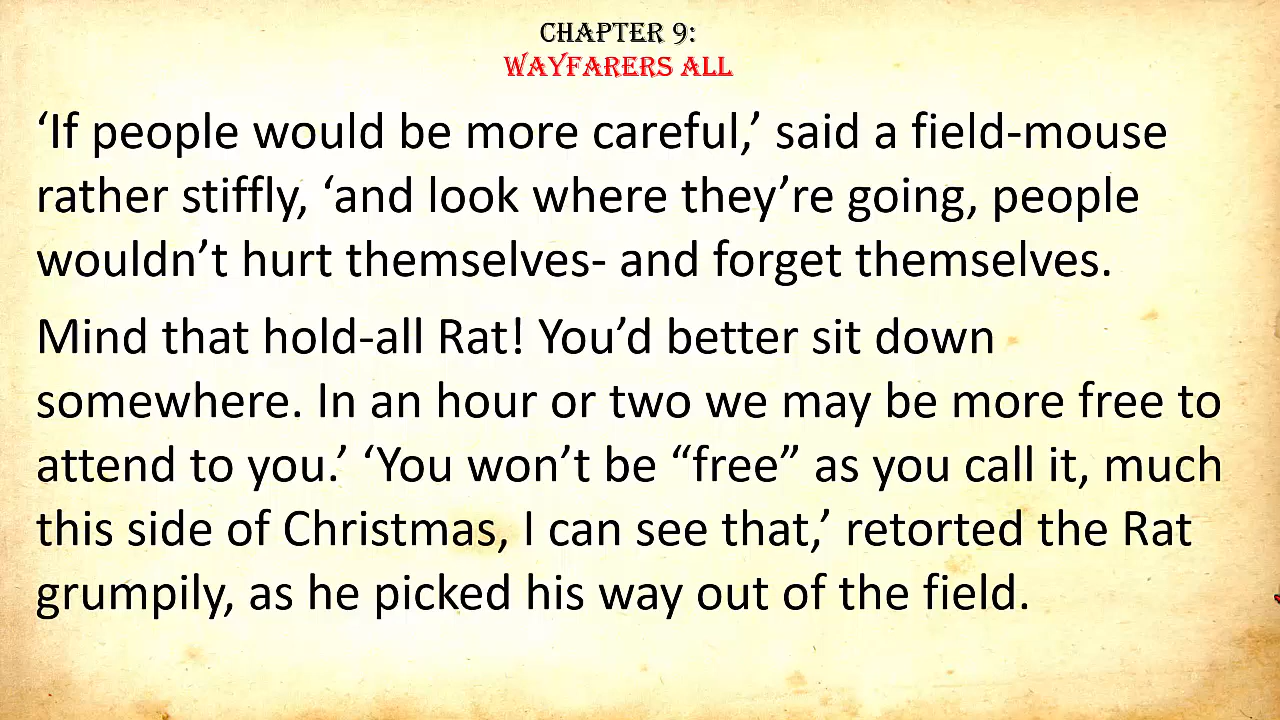 CHAPTER 9:
WAYFARERS ALL
‘If people would be more careful,’ said a field-mouse
rather stiffly, ‘and look where they’re going, people
wouldn’t hurt themselves- and forget themselves.
Mind that hold-all Rat! You’d better sit down
somewhere. In an hour or two we may be more free to
attend to you.’ ‘You won’t be “free” as you call it, much
this side of Christmas, I can see that,’ retorted the Rat
grumpily, as he picked his way out of the field.